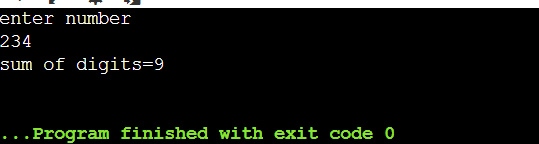 enter number
234
sum of digits=9
...Program finished with exit code 0